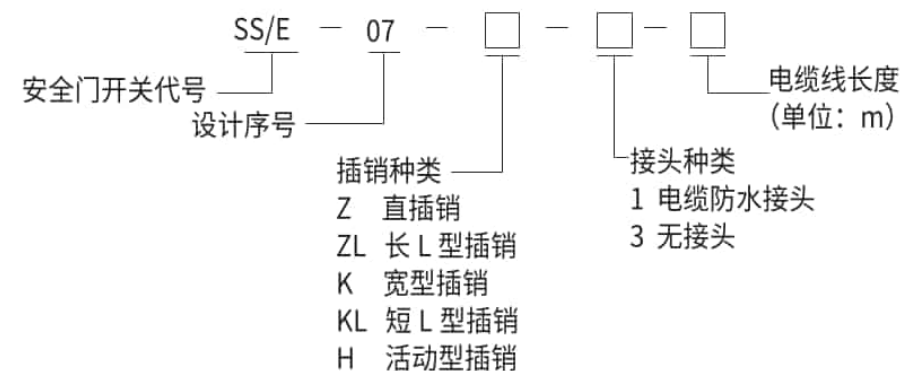 SS/E － 07 － □ － □ － □
安全门开关代号
设计序号
插销种类
Z 直插销
ZL 长 L 型插销
K 宽型插销
KL 短 L 型插销
H 活动型插销
接头种类
1 电缆防水接头
3 无接头
电缆线长度
（单位：m）